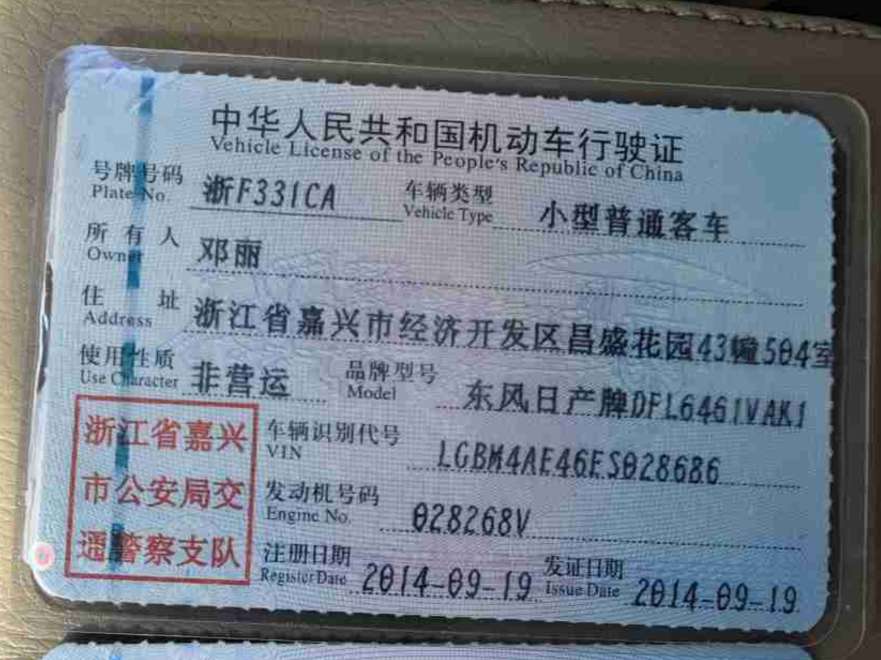 中华人民共和国机动车行驶证
Vehicle License of the People's Republic of China
号牌号码 浙F331CA 车辆类型 小型普通客车
Plate No. Vehicle Type
所有人 邓丽
Owner
住址 浙江省嘉兴市经济开发区昌盛花园43幢504室
Address
使用性质 非营运 品牌型号 东风日产牌DFL6461VAK1
Use Character Model
浙江省嘉兴 车辆识别代号 LGBM4AE46ES028686
VIN
市公安局交 发动机号码 028268V
Engine No.
通警察支队 注册日期 2014-09-19 发证日期 2014-09-19
Register Date Issue Date